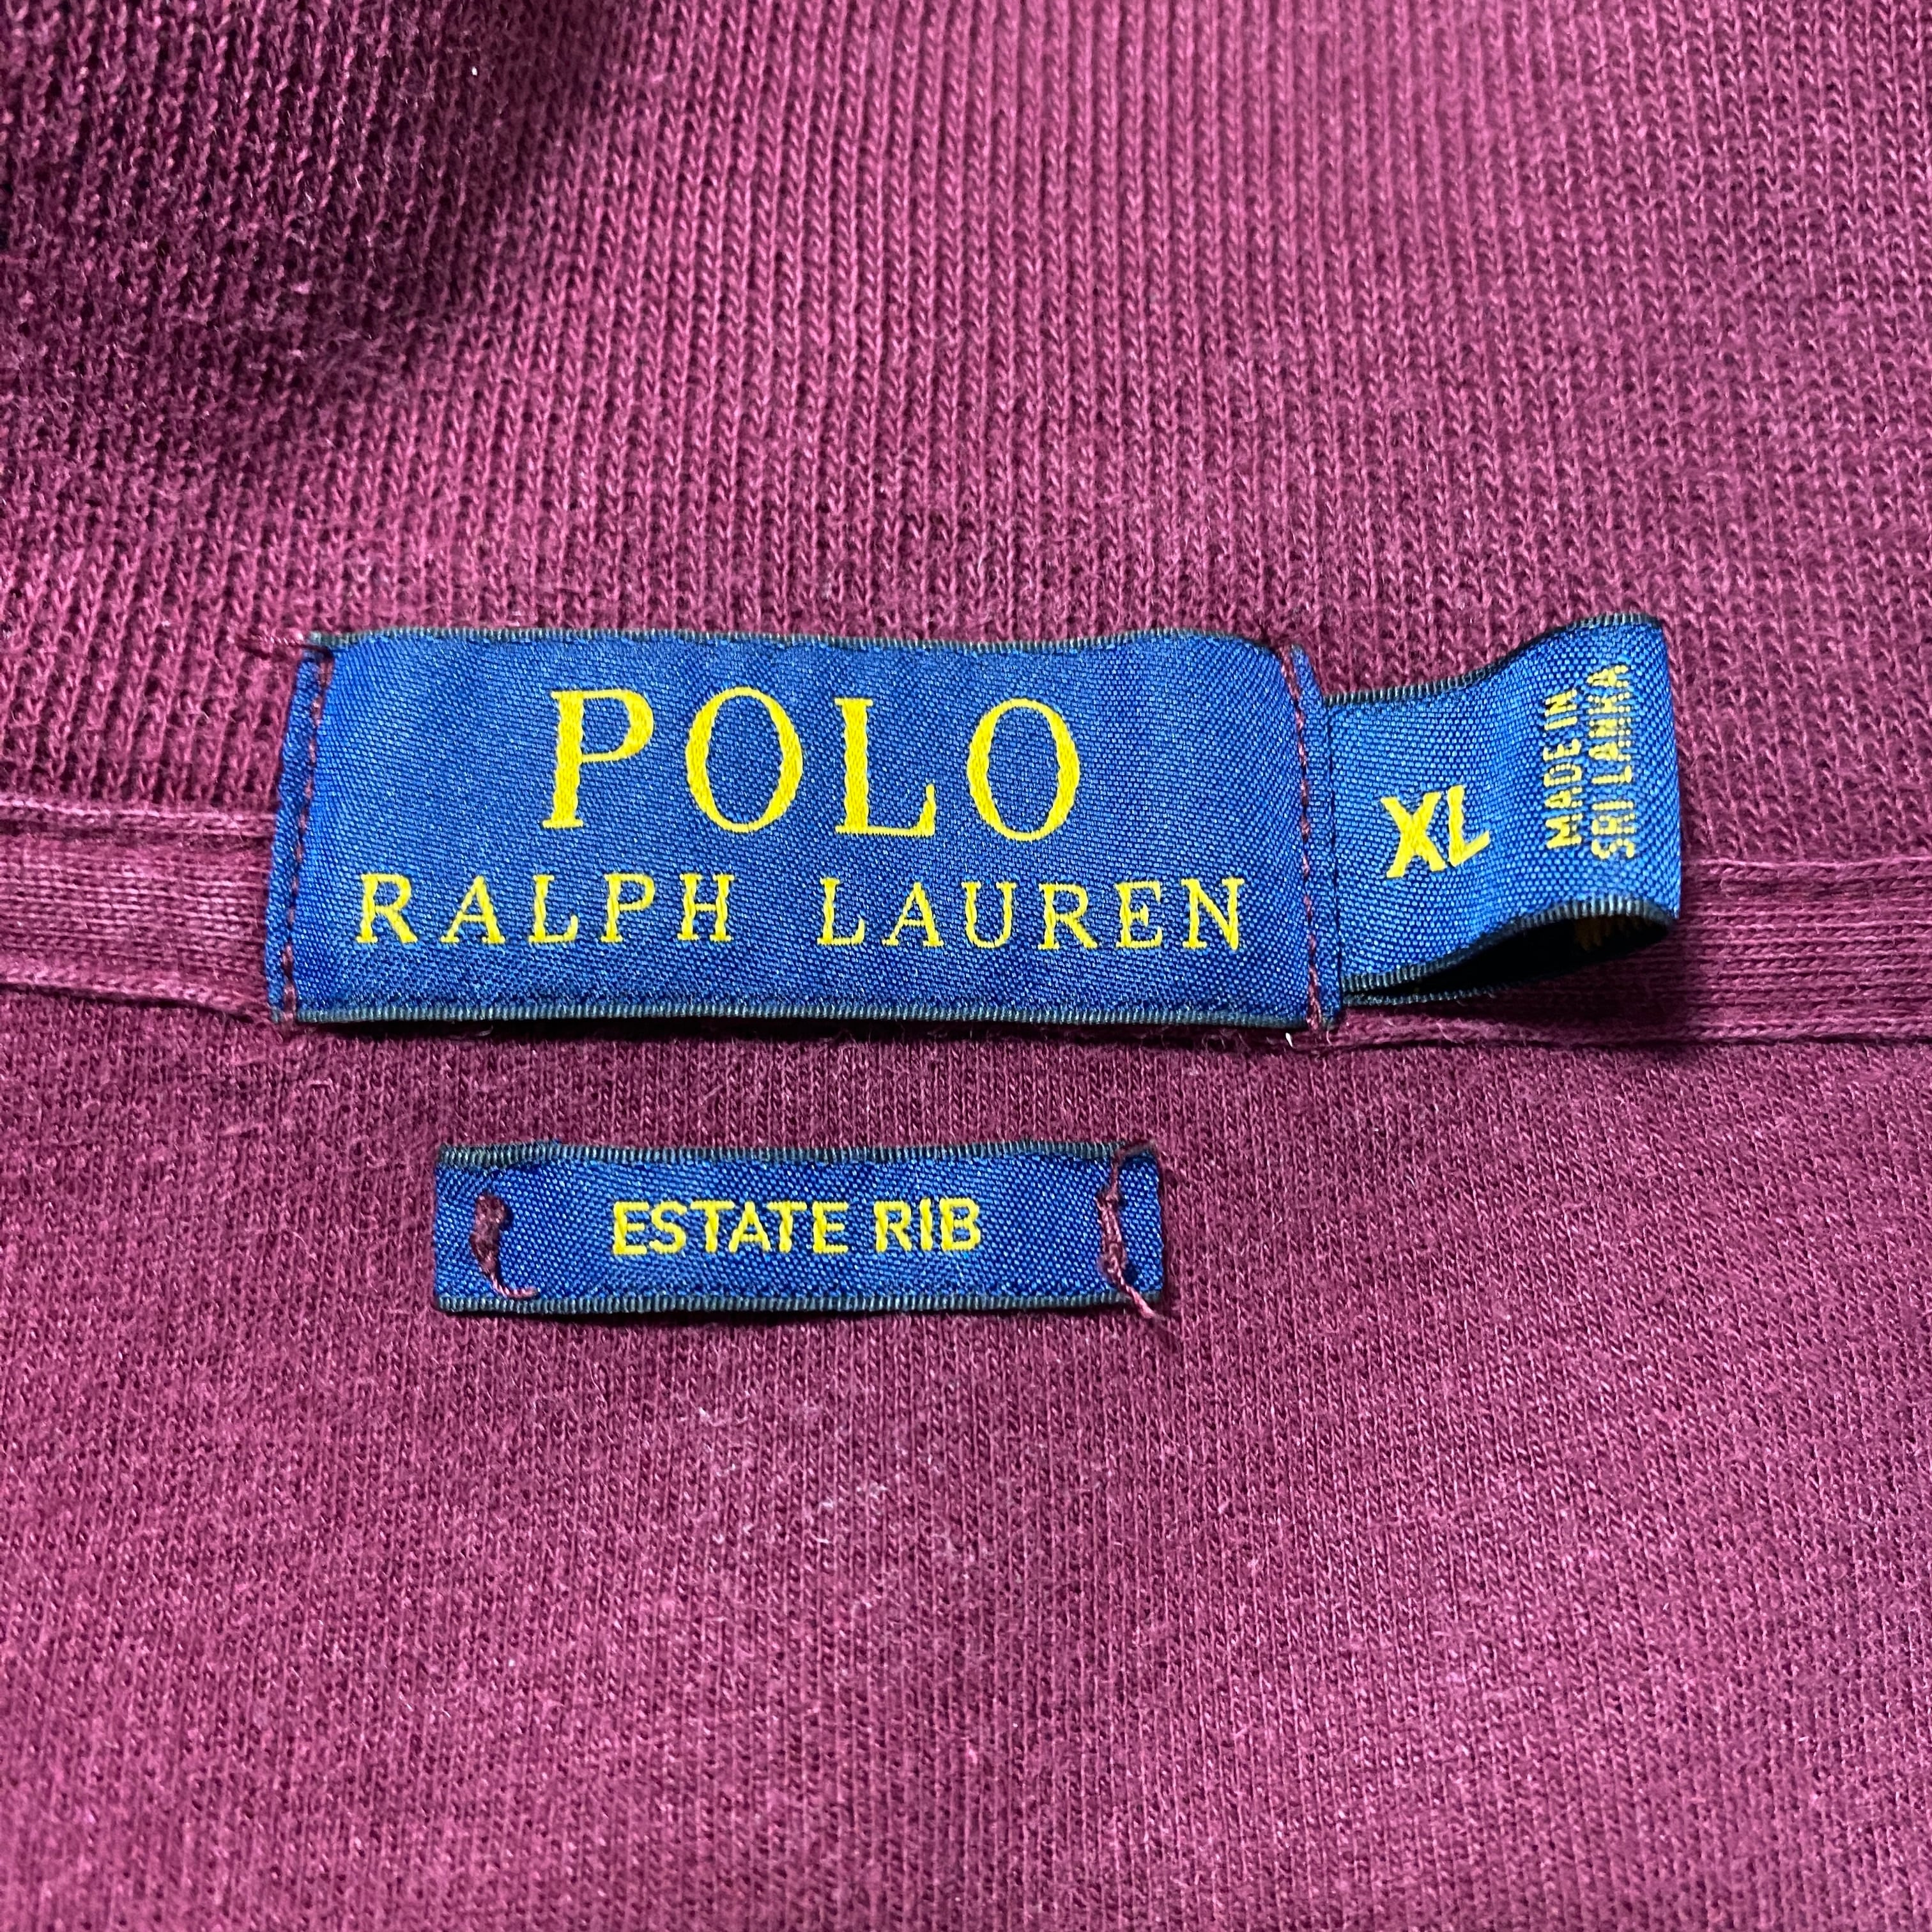 POLO
RALPH LAUREN
XL
MADE IN
SRI LANKA
ESTATE RIB